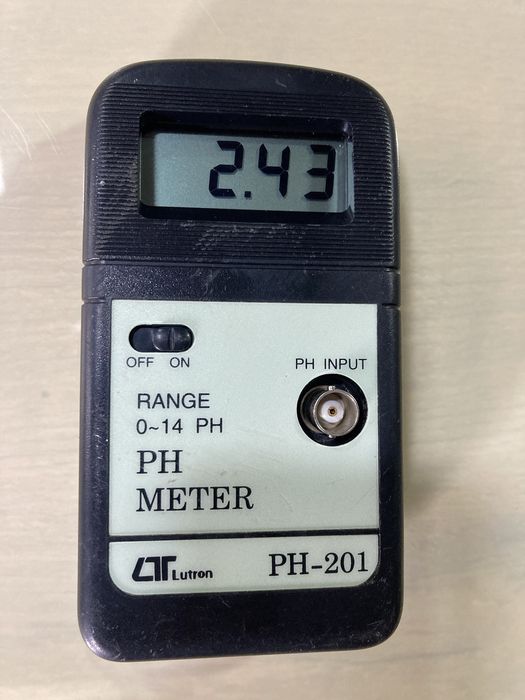 2.43
OFF ON
PH INPUT
RANGE
0~14 PH
PH
METER
LT Lutron
PH-201